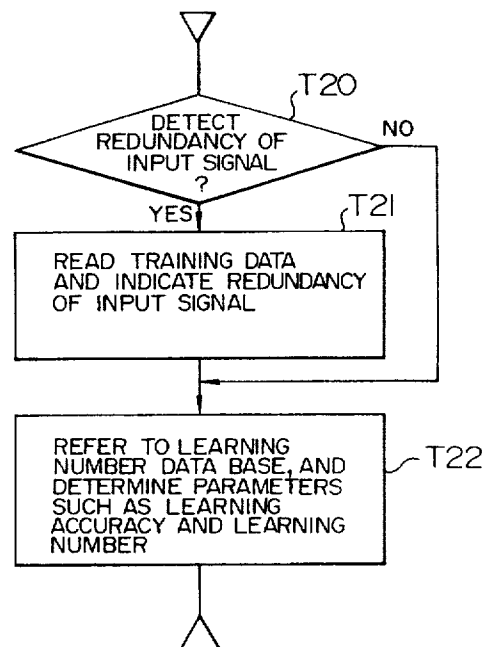 T20
DETECT
REDUNDANCY OF
INPUT SIGNAL
?
NO
YES
T21
READ TRAINING DATA
AND INDICATE REDUNDANCY
OF INPUT SIGNAL
REFER TO LEARNING
NUMBER DATA BASE, AND
DETERMINE PARAMETERS
SUCH AS LEARNING
ACCURACY AND LEARNING
NUMBER
T22